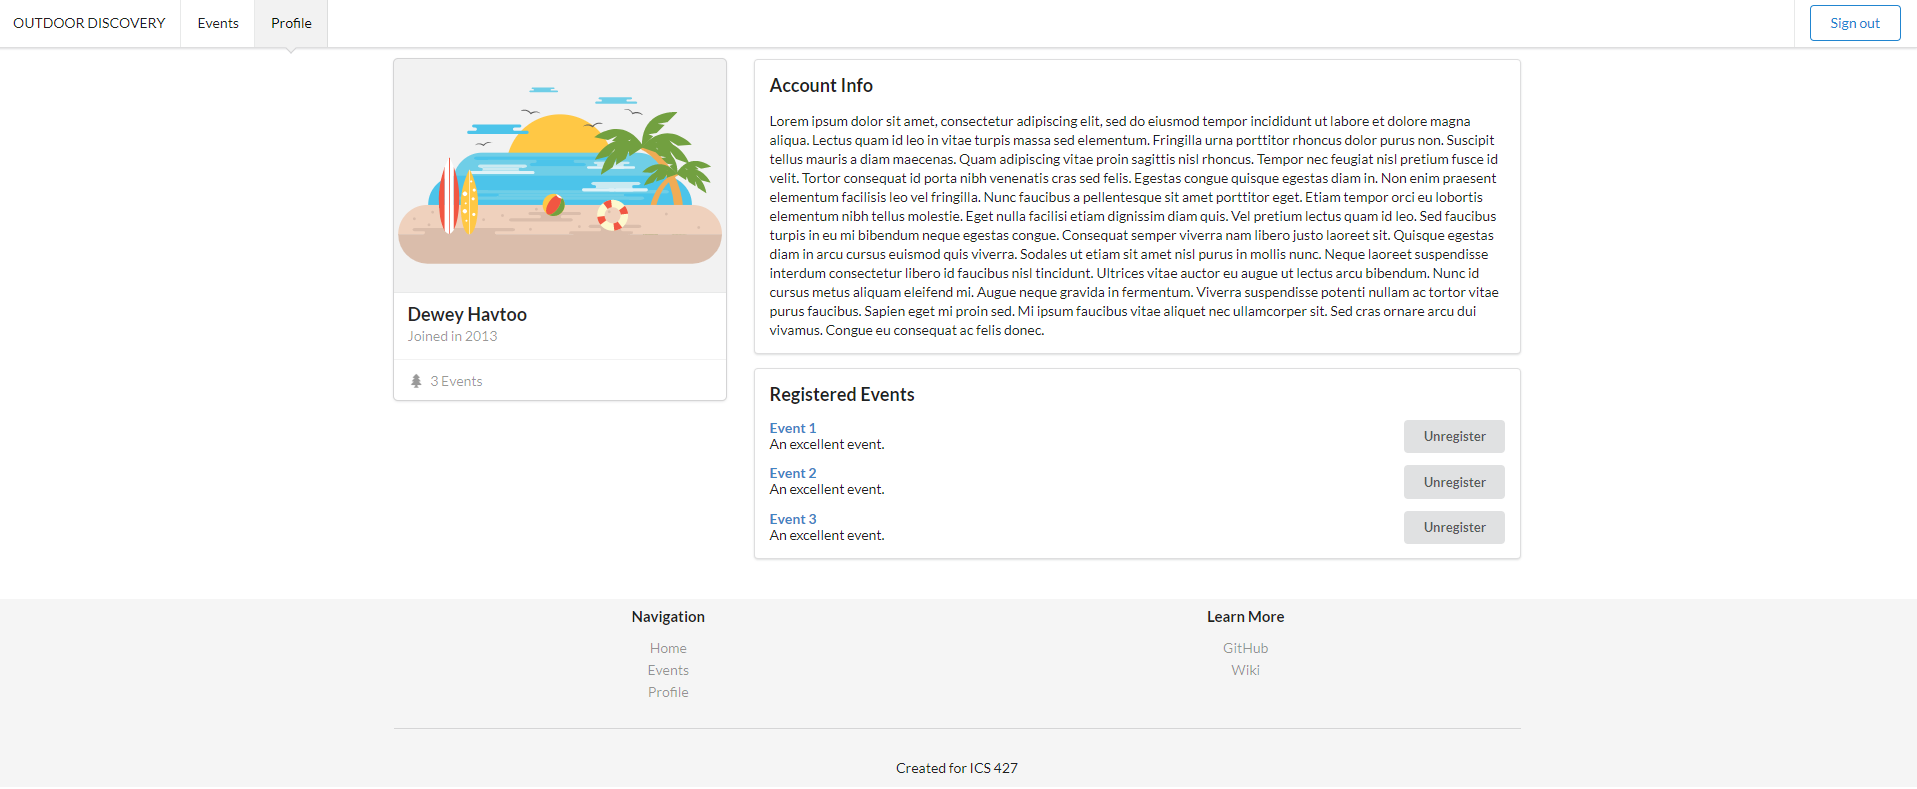 OUTDOOR DISCOVERY
Events
Profile
Sign out
Dewey Havtoo
Joined in 2013
3 Events
Account Info
Lorem ipsum dolor sit amet, consectetur adipiscing elit, sed do eiusmod tempor incididunt ut labore et dolore magna
aliqua. Lectus quam id leo in vitae turpis massa sed elementum. Fringilla urna porttitor rhoncus dolor purus non. Suscipit
tellus mauris a diam maecenas. Quam adipiscing vitae proin sagittis nisl rhoncus. Tempor nec feugiat nisl pretium fusce id
velit. Tortor consequat id porta nibh venenatis cras sed felis. Egestas congue quisque egestas diam in. Non enim praesent
elementum facilisis leo vel fringilla. Nunc faucibus a pellentesque sit amet porttitor eget. Etiam tempor orci eu lobortis
elementum nibh tellus molestie. Eget nulla facilisi etiam dignissim diam quis. Vel pretium lectus quam id leo. Sed faucibus
turpis in eu mi bibendum neque egestas congue. Consequat semper viverra nam libero justo laoreet sit. Quisque egestas
diam in arcu cursus euismod quis viverra. Sodales ut etiam sit amet nisl purus in mollis nunc. Neque laoreet suspendisse
interdum consectetur libero id faucibus nisl tincidunt. Ultrices vitae auctor eu augue ut lectus arcu bibendum. Nunc id
cursus metus aliquam eleifend mi. Augue neque gravida in fermentum. Viverra suspendisse potenti nullam ac tortor vitae
purus faucibus. Sapien eget mi proin sed. Mi ipsum faucibus vitae aliquet nec ullamcorper sit. Sed cras ornare arcu dui
vivamus. Congue eu consequat ac felis donec.
Registered Events
Event 1
An excellent event.
Unregister
Event 2
An excellent event.
Unregister
Event 3
An excellent event.
Unregister
Navigation
Home
Events
Profile
Learn More
GitHub
Wiki
Created for ICS 427